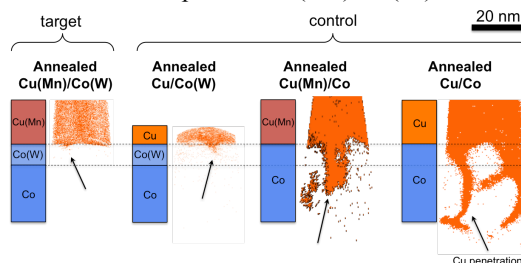 target
control
20 nm
Annealed
Cu(Mn)/Co(W)
Annealed
Cu/Co(W)
Annealed
Cu(Mn)/Co
Annealed
Cu/Co
Cu(Mn)
Co(W)
Co
Cu
Co(W)
Co
Cu(Mn)
Co
Cu
Co
Cu penetration